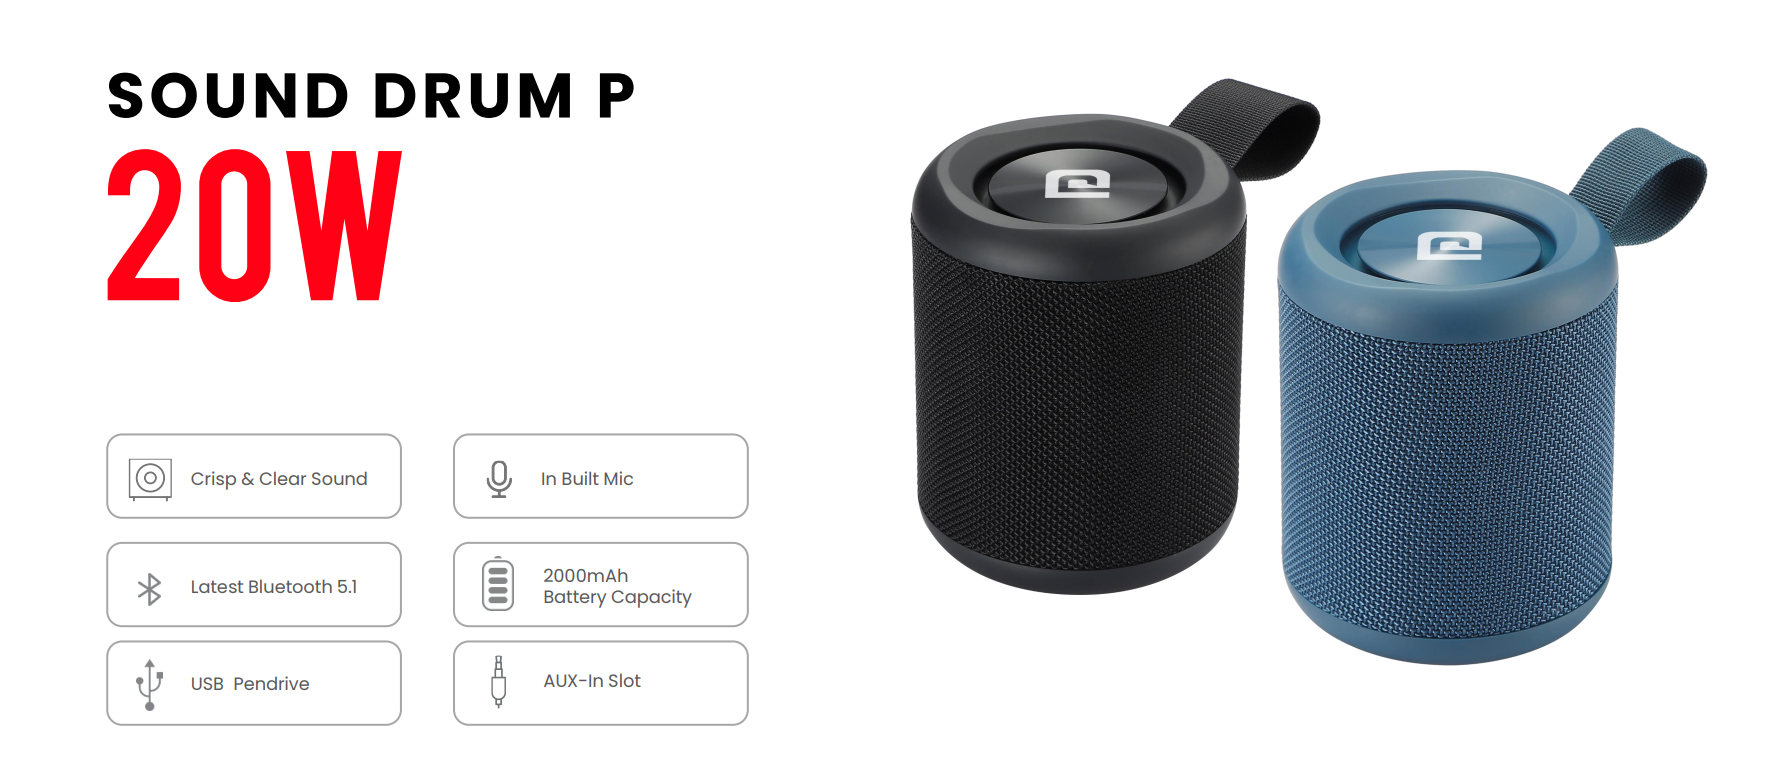 SOUND DRUM P
20W
Crisp & Clear Sound
In Built Mic
Latest Bluetooth 5.1
2000mAh
Battery Capacity
USB Pendrive
AUX-In Slot